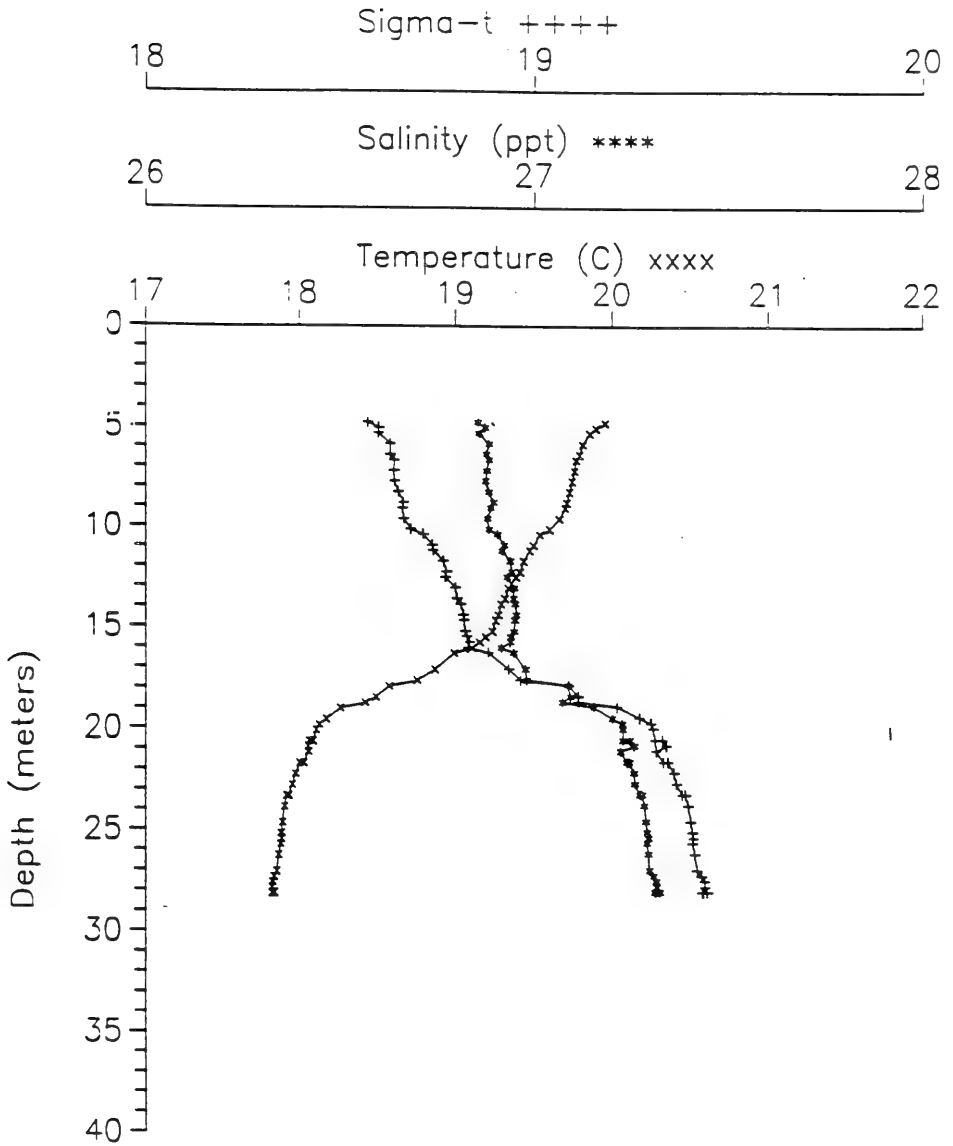 Sigma-t ++++
18 19 20
Salinity (ppt) ****
26 27 28
Temperature (C) xxxx
17 18 19 20 21 22
0
5
10
15
20
25
30
35
40
Depth (meters)